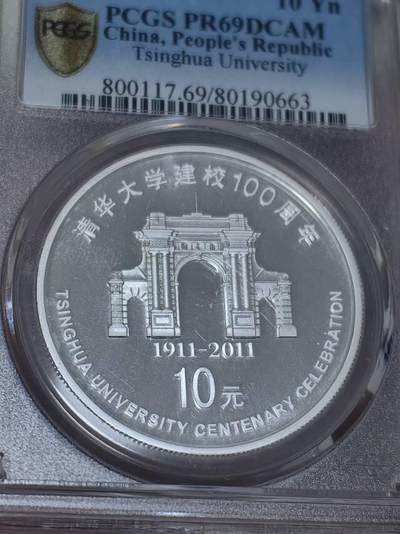 10 Yn
PCGS PR69DCAM
China, People's Republic
Tsinghua University
800117.69/80190663
PCGS
清华大学建校100周年
1911-2011
10元
TSINGHUA UNIVERSITY CENTENARY CELEBRATION